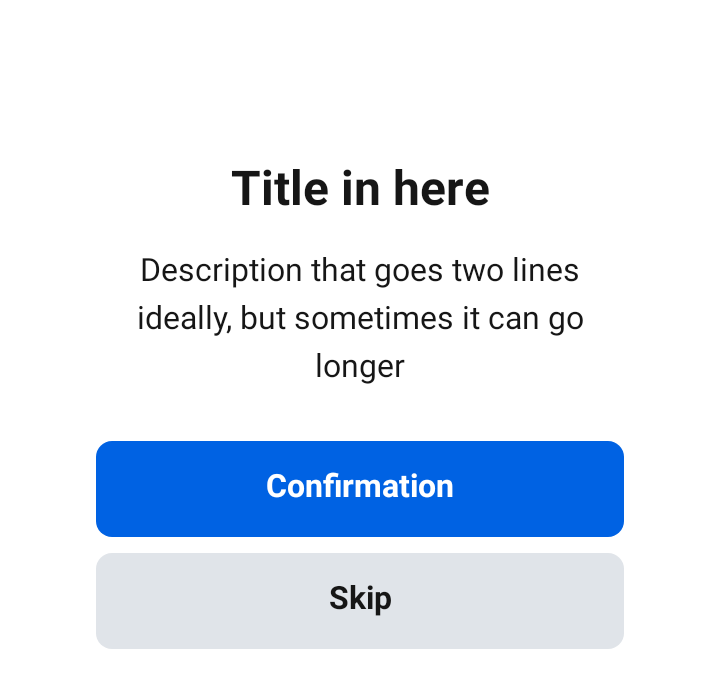 Title in here
Description that goes two lines
ideally, but sometimes it can go
longer
Confirmation
Skip